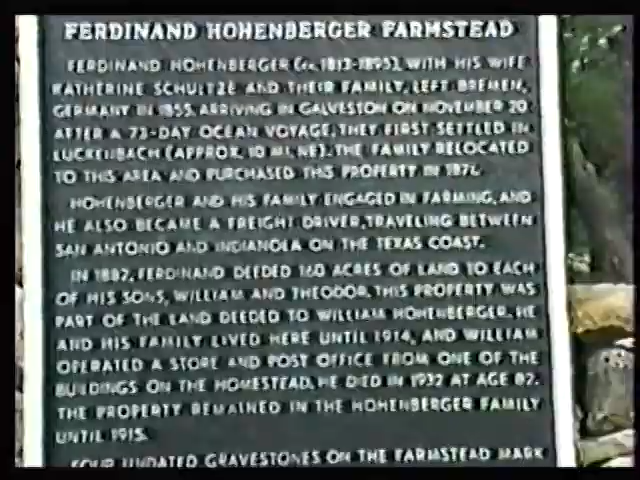 FERDINAND HOHENBERGER FARMSTEAD
FERDINAND HOHENBERGER (ca. 1813-1895), WITH HIS WIFE
KATHERINE SCHULTZE AND THEIR FAMILY, LEFT BREMEN,
GERMANY IN 1855, ARRIVING IN GALVESTON ON NOVEMBER 20
AFTER A 73-DAY OCEAN VOYAGE. THEY FIRST SETTLED IN
LUCKENBACH (APPROX. 10 MI. NE). THE FAMILY RELOCATED
TO THIS AREA AND PURCHASED THIS PROPERTY IN
HOHENBERGER AND HIS FAMILY ENGAGED IN FARMING, AND
HE ALSO BECAME A FREIGHT DRIVER, TRAVELING BETWEEN
SAN ANTONIO AND INDIANOLA ON THE TEXAS COAST.
IN 1887, FERDINAND DEEDED 160 ACRES OF LAND TO EACH
OF HIS SONS, WILLIAM AND THEODOR. THIS PROPERTY WAS
PART OF THE LAND DEEDED TO WILLIAM HOHENBERGER. HE
AND HIS FAMILY LIVED HERE UNTIL 1914, AND WILLIAM
OPERATED A STORE AND POST OFFICE FROM ONE OF THE
BUILDINGS ON THE HOMESTEAD. HE DIED IN 1932 AT AGE 82.
THE PROPERTY REMAINED IN THE HOHENBERGER FAMILY
UNTIL 1915.
FOUR UNDATED GRAVESTONES ON THE FARMSTEAD MARK